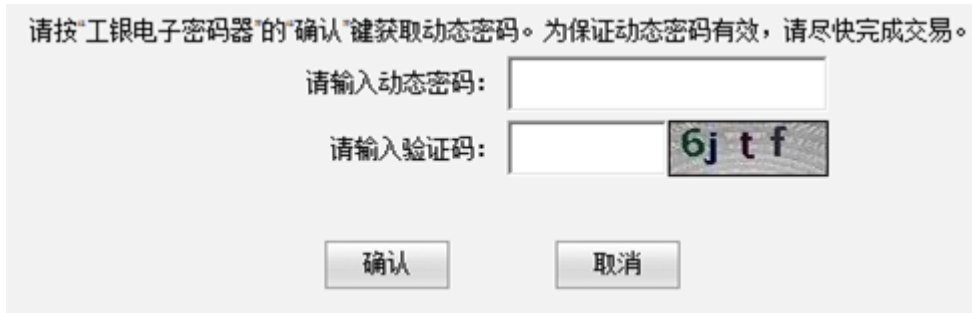 请按“工银电子密码器”的“确认”键获取动态密码。为保证动态密码有效，请尽快完成交易。
请输入动态密码：
请输入验证码： 6jtf
确认 取消